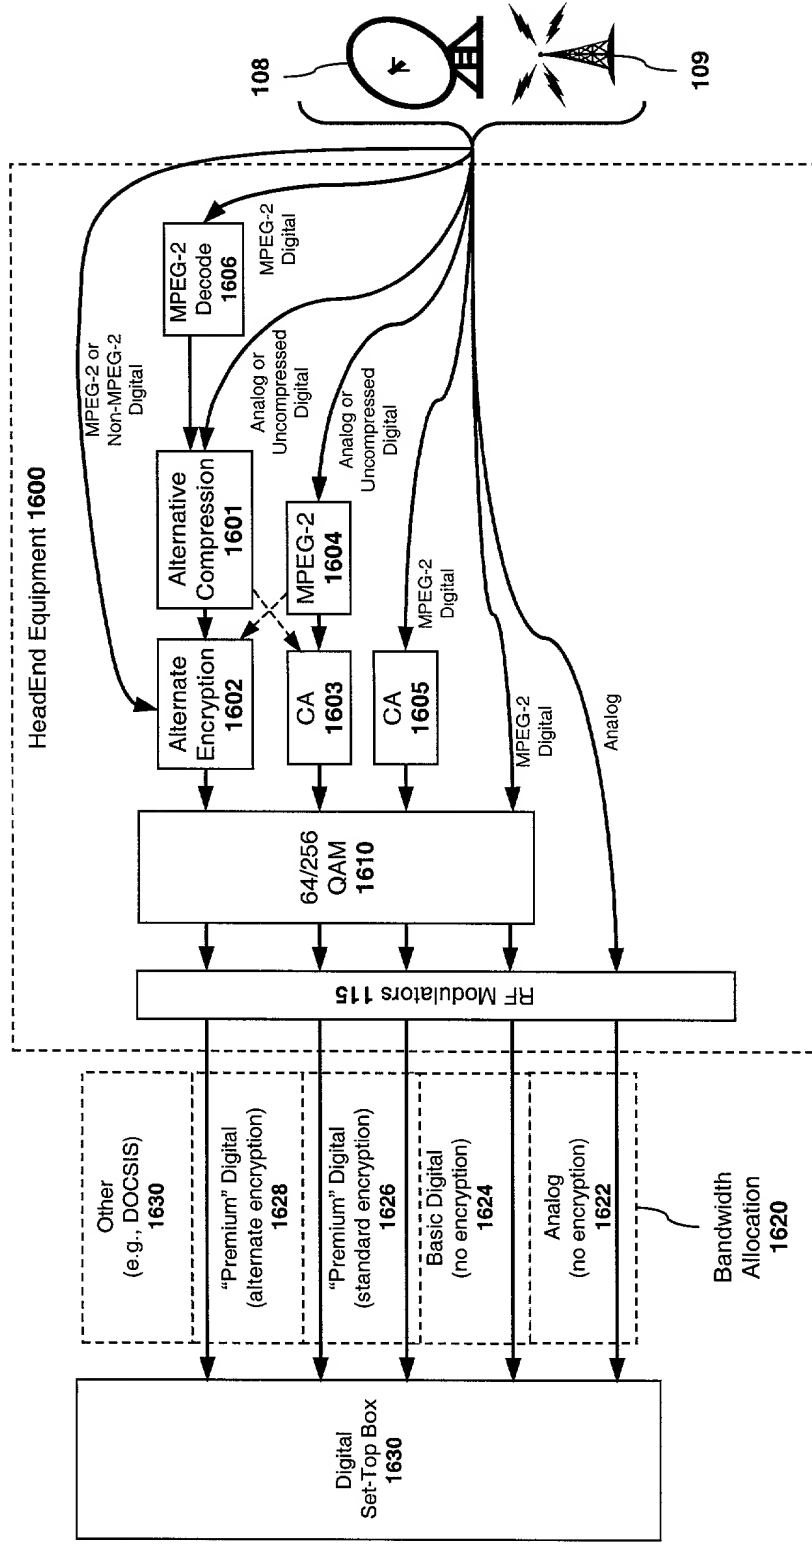 HeadEnd Equipment 1600
108
109
MPEG-2 or
Non-MPEG-2
Digital
MPEG-2
Decode
1606
MPEG-2
Digital
Alternative
Compression
1601
Analog or
Uncompressed
Digital
Alternate
Encryption
1602
MPEG-2
1604
Analog or
Uncompressed
Digital
CA
1603
CA
1605
MPEG-2
Digital
MPEG-2
Digital
Analog
64/256
QAM
1610
RF Modulators 115
Other
(e.g., DOCSIS)
1630
"Premium" Digital
(alternate encryption)
1628
"Premium" Digital
(standard encryption)
1626
Basic Digital
(no encryption)
1624
Analog
(no encryption)
1622
Bandwidth
Allocation
1620
Digital
Set-Top Box
1630